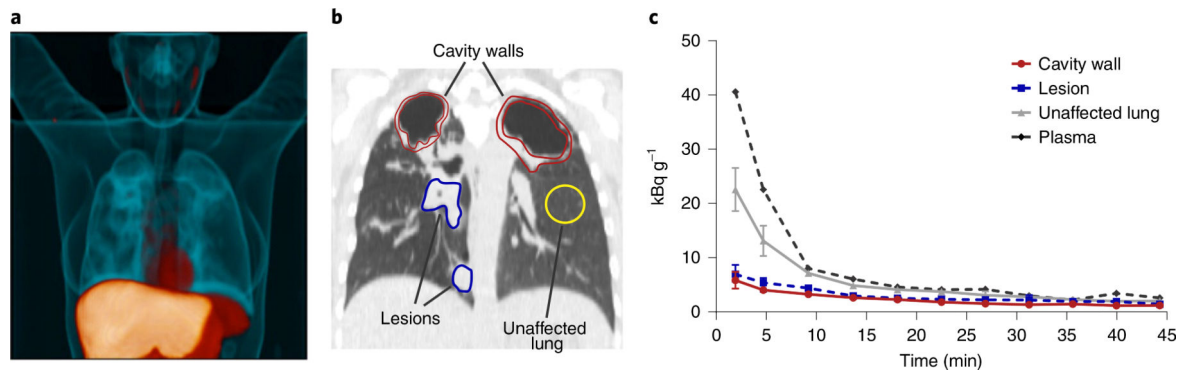 a
b
c
Cavity walls
Lesions
Unaffected
lung
50
40
30
20
10
0
kBq g⁻¹
0
5
10
15
20
25
30
35
40
45
Time (min)
Cavity wall
Lesion
Unaffected lung
Plasma